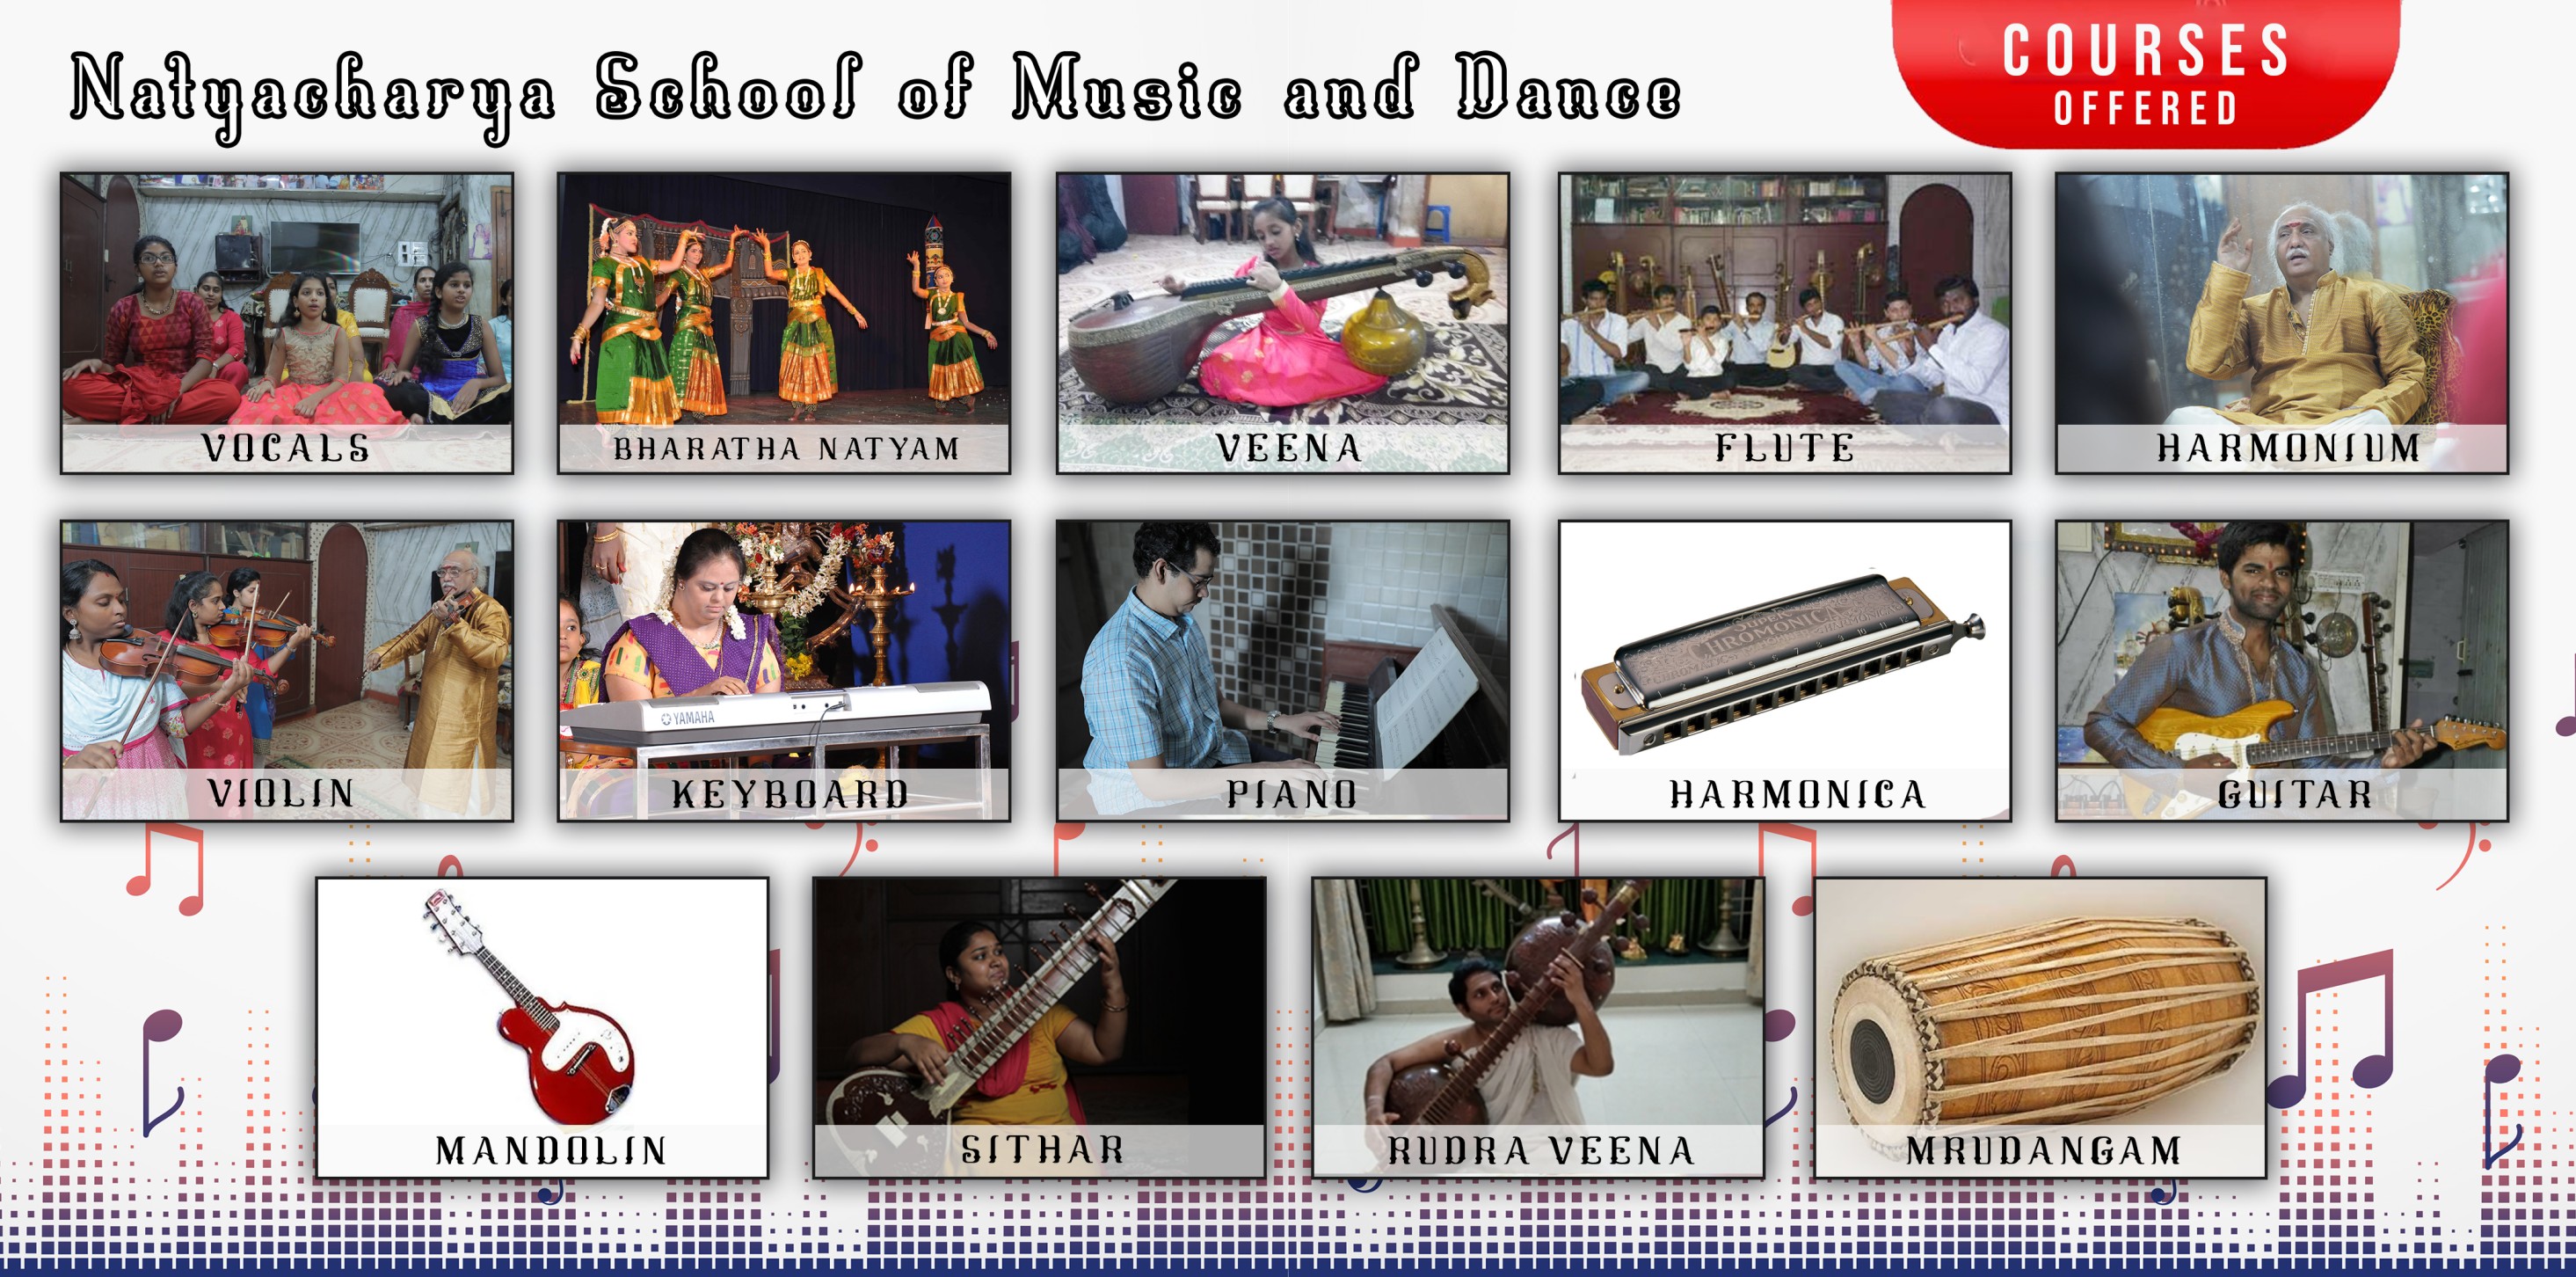 Natyacharya School of Music and Dance
COURSES
OFFERED
VOCALS
BHARATHA NATYAM
VEENA
FLUTE
HARMONIUM
YAMAHA
CHROMONICA
VIOLIN
KEYBOARD
PIANO
HARMONICA
GUITAR
MANDOLIN
SITHAR
RUDRA VEENA
MRUDANGAM